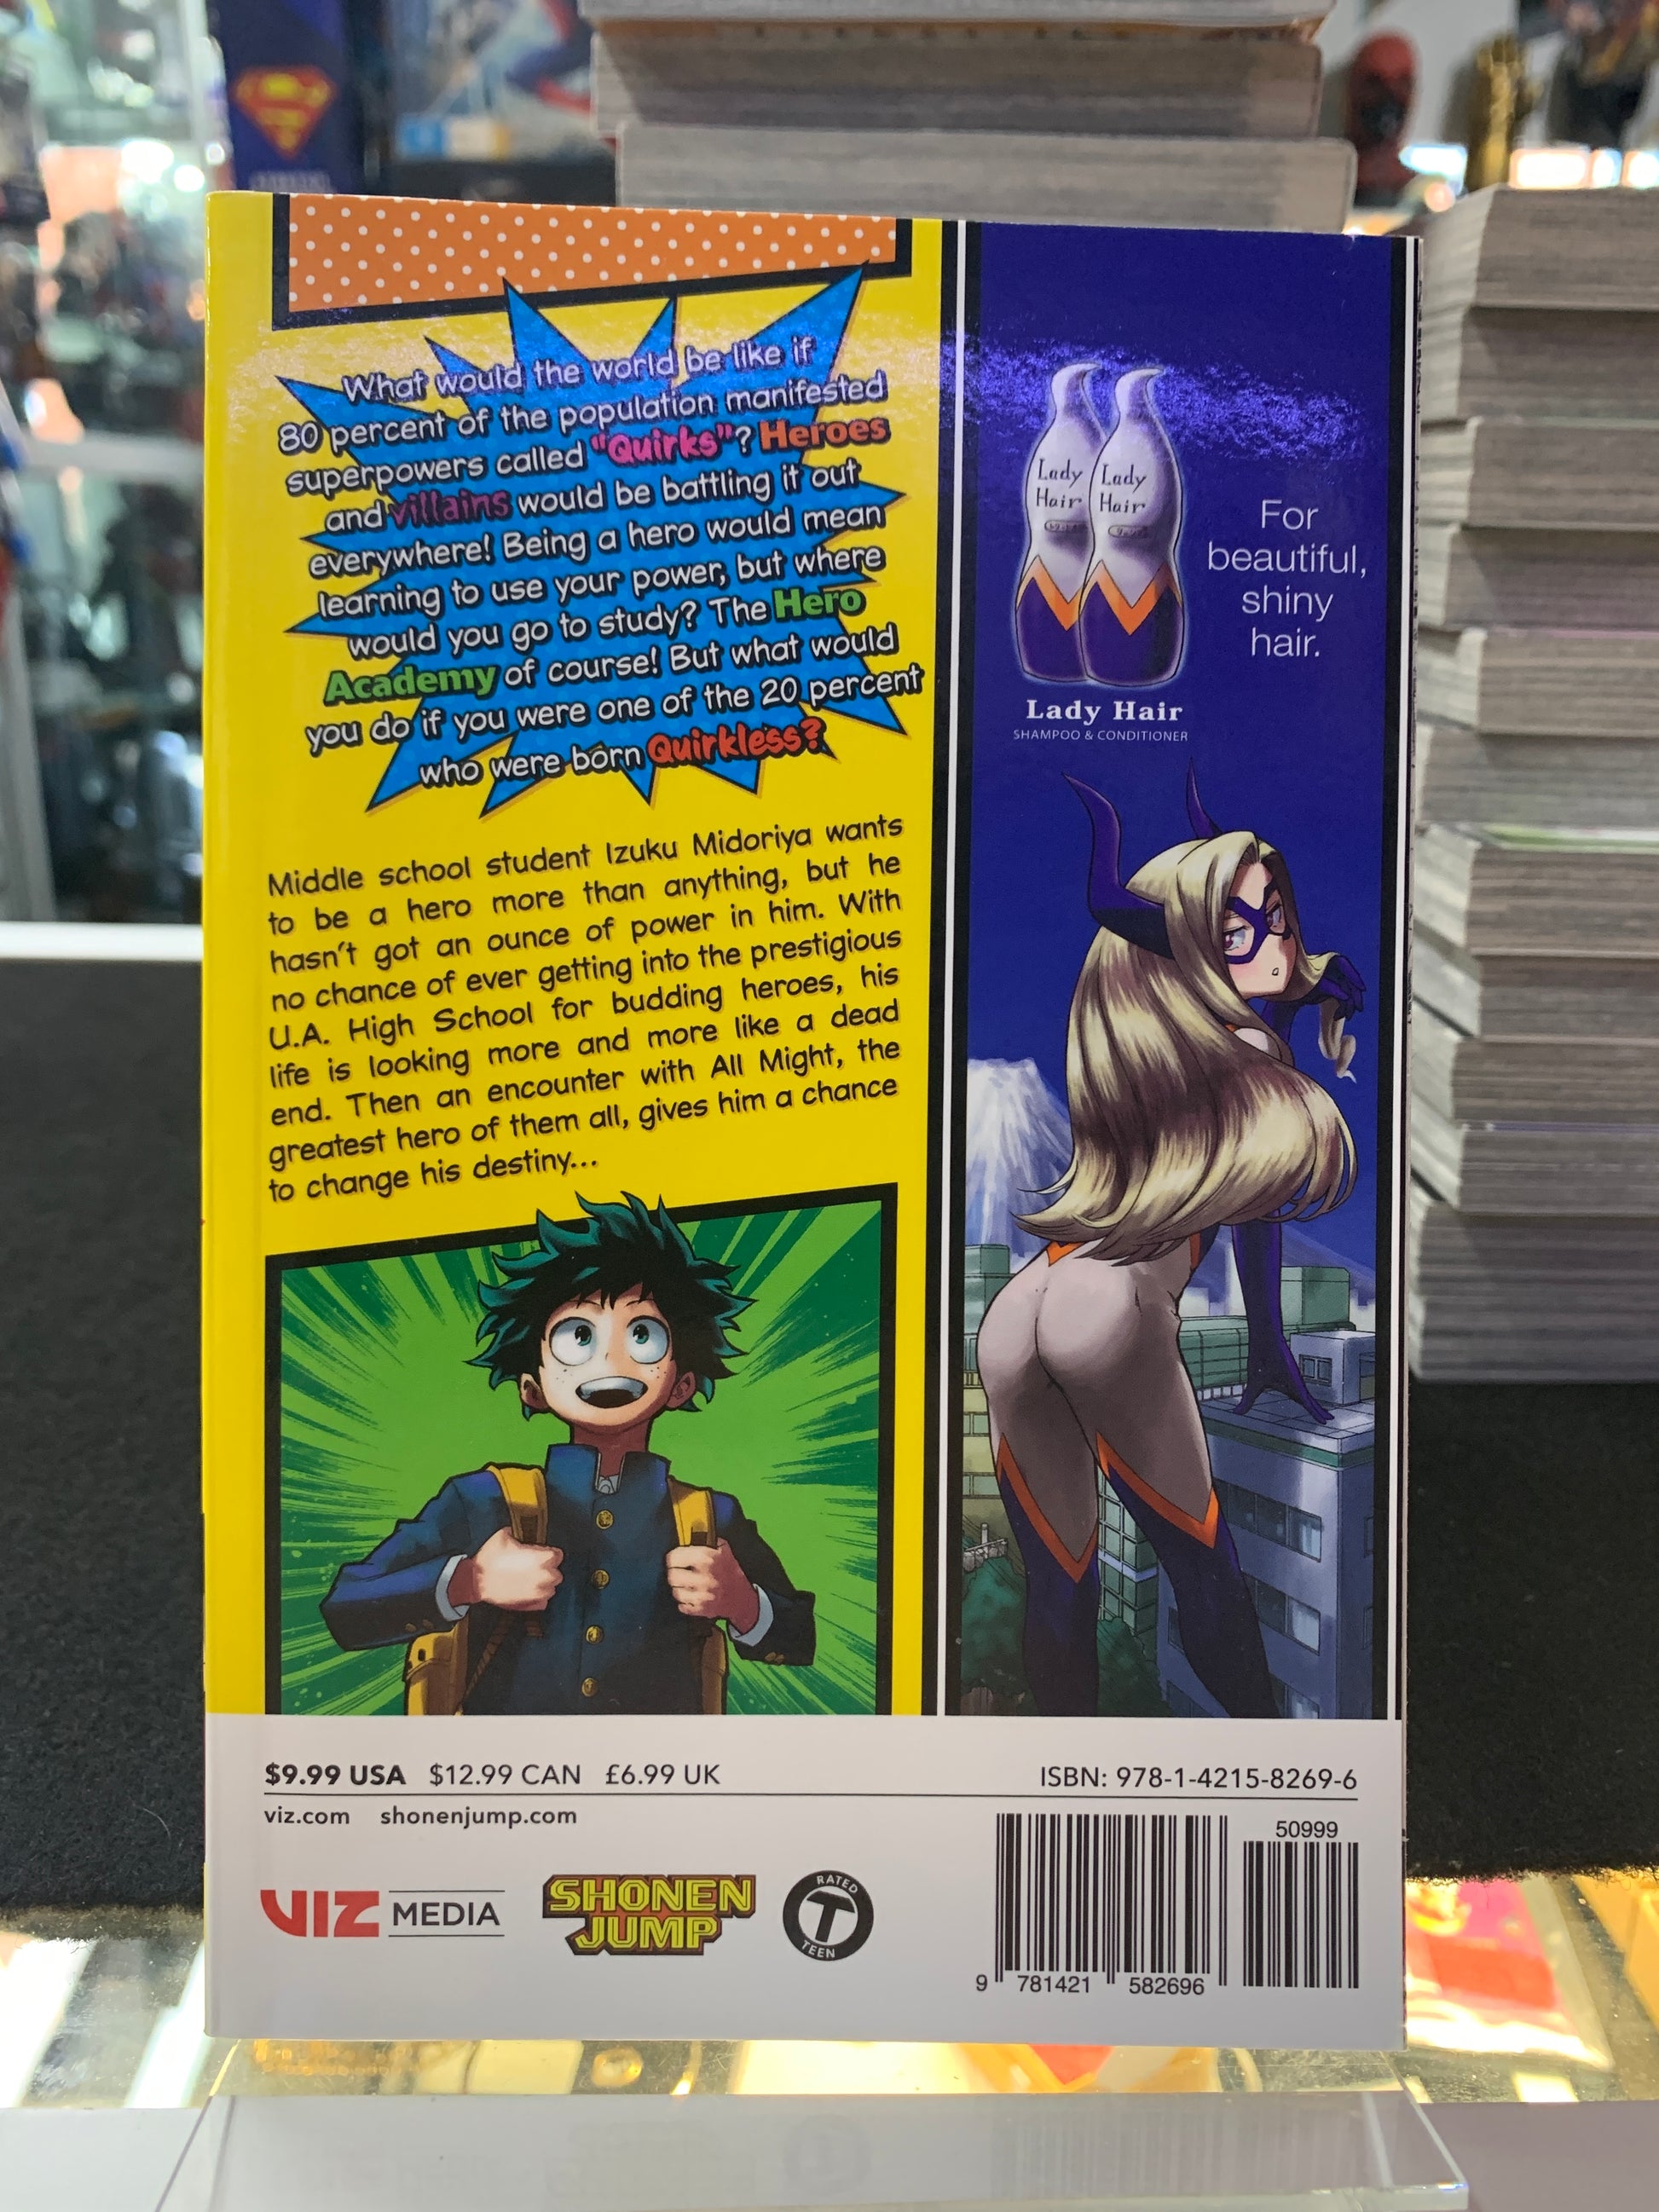 What would the world be like if
80 percent of the population manifested
superpowers called "Quirks"? Heroes
and villains would be battling it out
everywhere! Being a hero would mean
learning to use your power, but where
would you go to study? The Hero
Academy of course! But what would
you do if you were one of the 20 percent
who were born Quirkless?
Middle school student Izuku Midoriya wants
to be a hero more than anything, but he
hasn't got an ounce of power in him. With
no chance of ever getting into the prestigious
U.A. High School for budding heroes, his
life is looking more and more like a dead
end. Then an encounter with All Might, the
greatest hero of them all, gives him a chance
to change his destiny...
Lady
Hair
Lady
Hair
For
beautiful,
shiny
hair.
Lady Hair
SHAMPOO & CONDITIONER
$9.99 USA $12.99 CAN £6.99 UK
ISBN: 978-1-4215-8269-6
viz.com shonenjump.com
50999
VIZ MEDIA
SHONEN
JUMP
RATED
T
TEEN
9 781421 582696